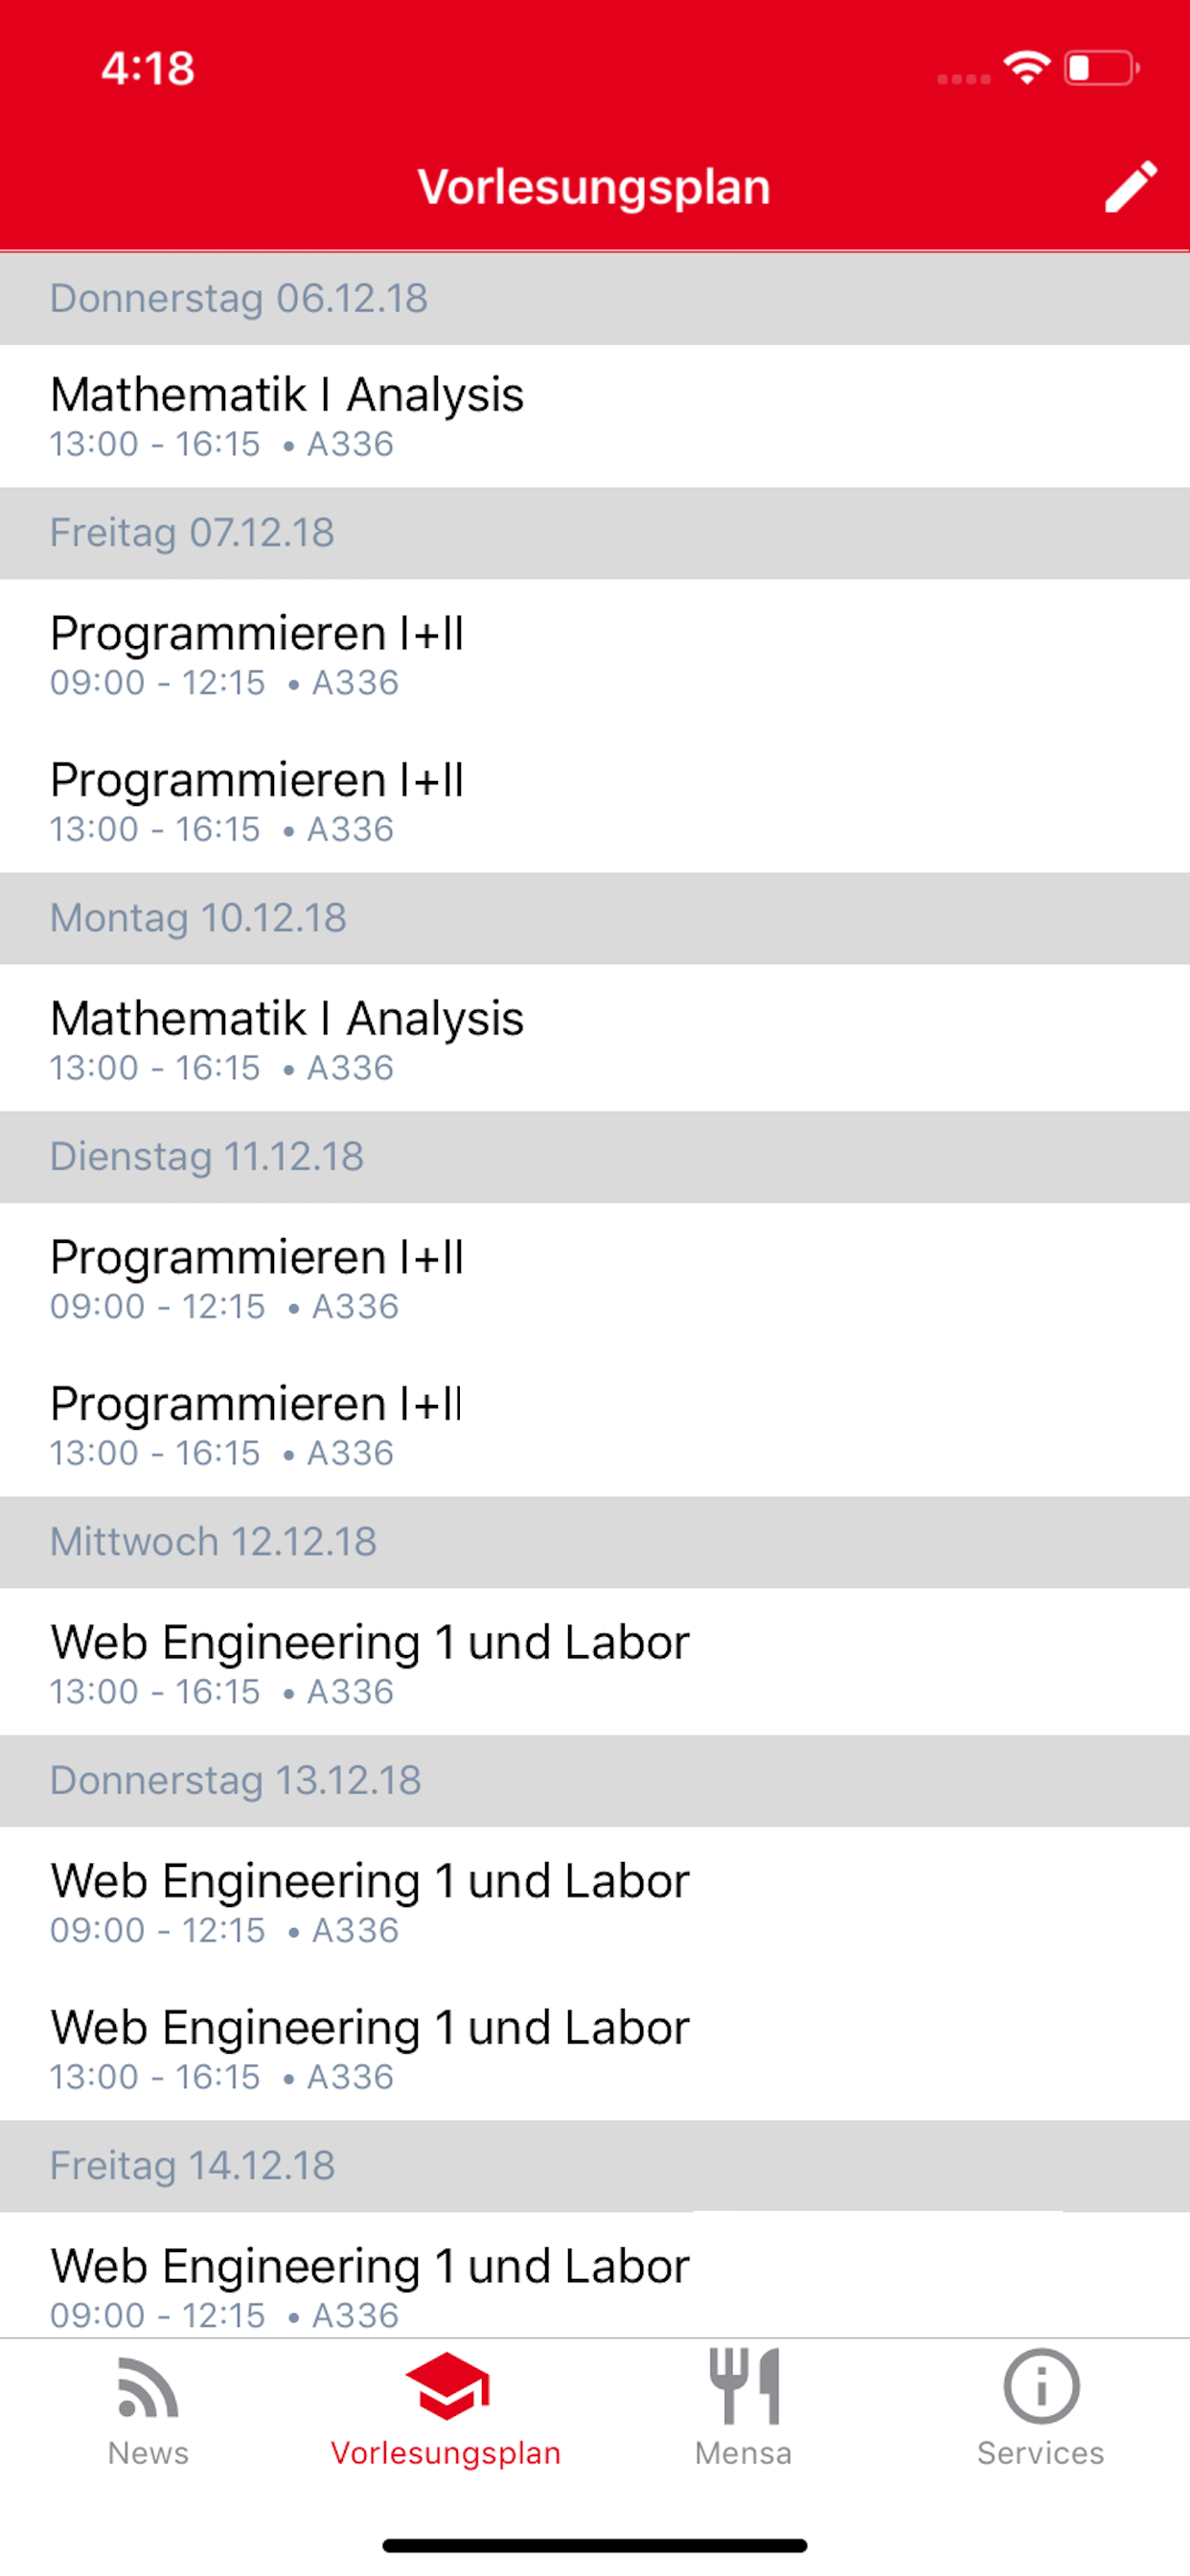 4:18
Vorlesungsplan
Donnerstag 06.12.18
Mathematik I Analysis
13:00 - 16:15 • A336
Freitag 07.12.18
Programmieren I+II
09:00 - 12:15 • A336
Programmieren I+II
13:00 - 16:15 • A336
Montag 10.12.18
Mathematik I Analysis
13:00 - 16:15 • A336
Dienstag 11.12.18
Programmieren I+II
09:00 - 12:15 • A336
Programmieren I+II
13:00 - 16:15 • A336
Mittwoch 12.12.18
Web Engineering 1 und Labor
13:00 - 16:15 • A336
Donnerstag 13.12.18
Web Engineering 1 und Labor
09:00 - 12:15 • A336
Web Engineering 1 und Labor
13:00 - 16:15 • A336
Freitag 14.12.18
Web Engineering 1 und Labor
09:00 - 12:15 • A336
News Vorlesungsplan Mensa Services